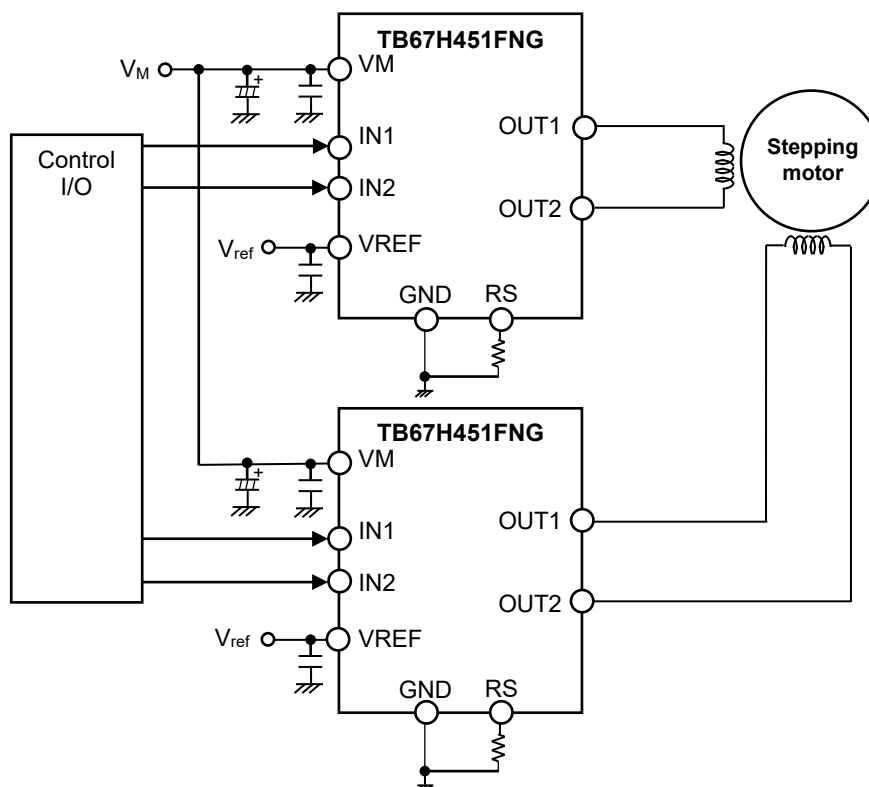 TB67H451FNG
VM
VM
+
IN1
IN2
OUT1
OUT2
Control
I/O
Stepping
motor
Vref
VREF
GND
RS
TB67H451FNG
VM
+
IN1
IN2
OUT1
OUT2
Vref
VREF
GND
RS